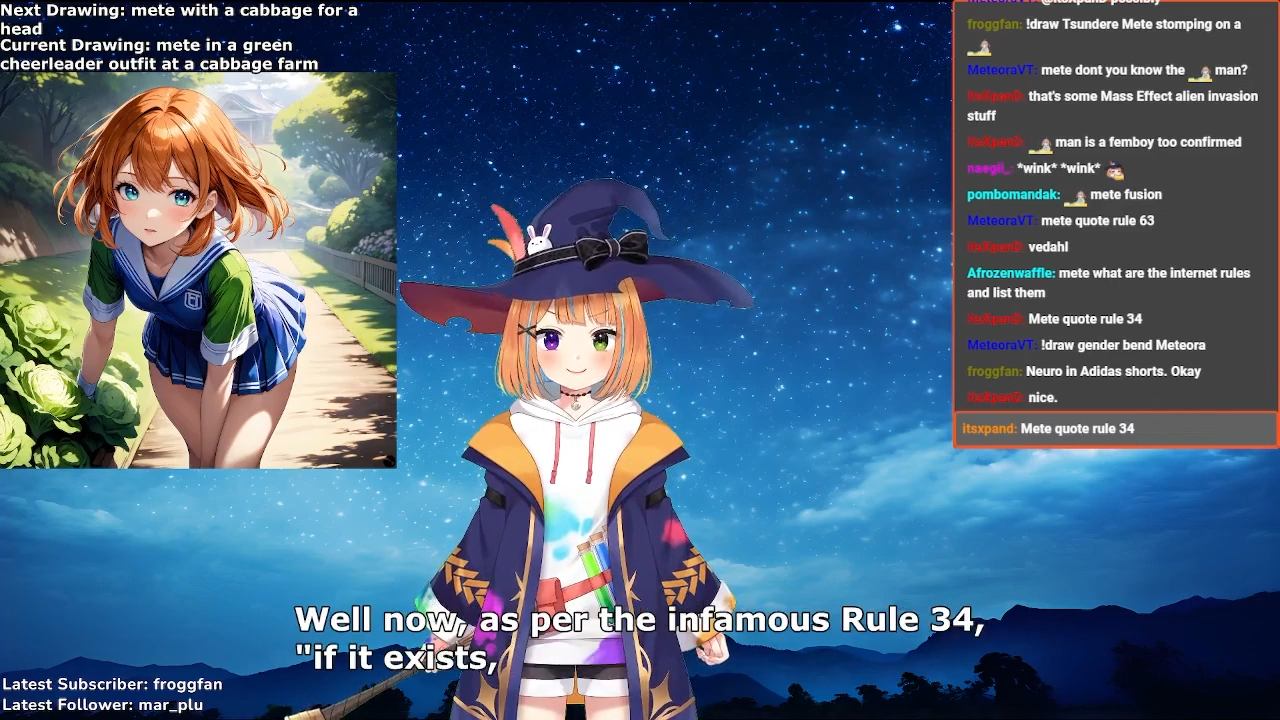 Next Drawing: mete with a cabbage for a
head
Current Drawing: mete in a green
cheerleader outfit at a cabbage farm
froggfan: !draw Tsundere Mete stomping on a
MeteoraVT: mete dont you know the man?
ItsXpanD: that's some Mass Effect alien invasion
stuff
ItsXpanD: man is a femboy too confirmed
naegii_: *wink* *wink*
pombomandak: mete fusion
MeteoraVT: mete quote rule 63
ItsXpanD: vedahl
Afrozenwaffle: mete what are the internet rules
and list them
ItsXpanD: Mete quote rule 34
MeteoraVT: !draw gender bend Meteora
froggfan: Neuro in Adidas shorts. Okay
ItsXpanD: nice.
itsxpand: Mete quote rule 34
Well now, as per the infamous Rule 34,
"if it exists,
Latest Subscriber: froggfan
Latest Follower: mar_plu